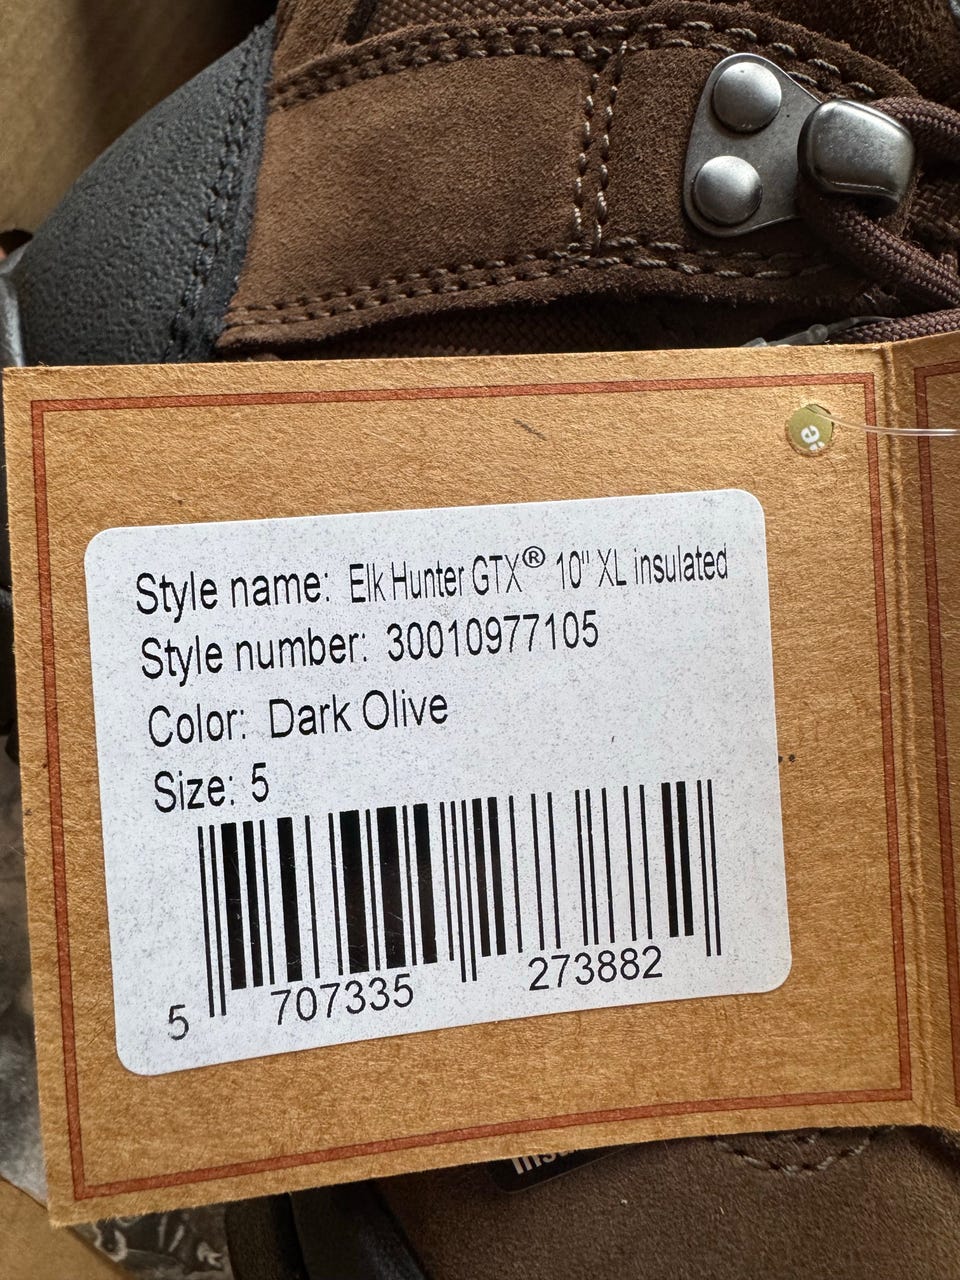 Style name: Elk Hunter GTX® 10" XL insulated
Style number: 30010977105
Color: Dark Olive
Size: 5
5 707335 273882